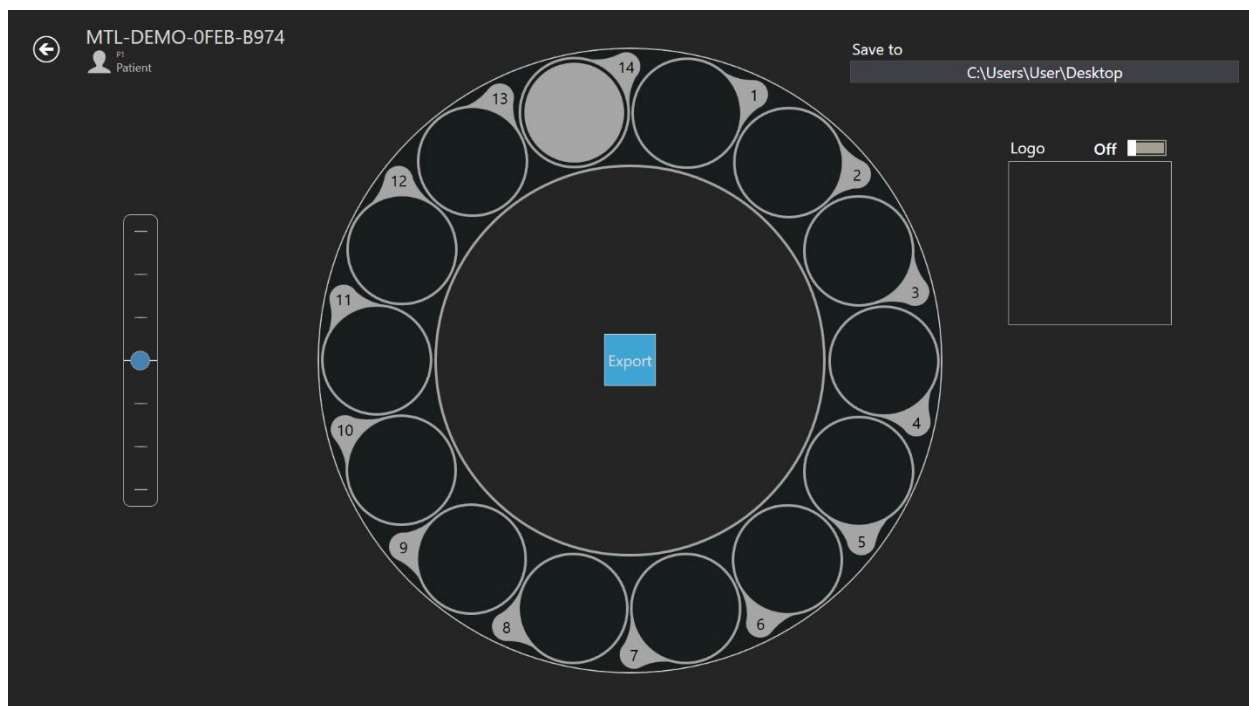 MTL-DEMO-0FEB-B974
P1
Patient
Save to
C:\Users\User\Desktop
Logo Off
14
1
2
3
4
5
6
7
8
9
10
11
12
13
Export